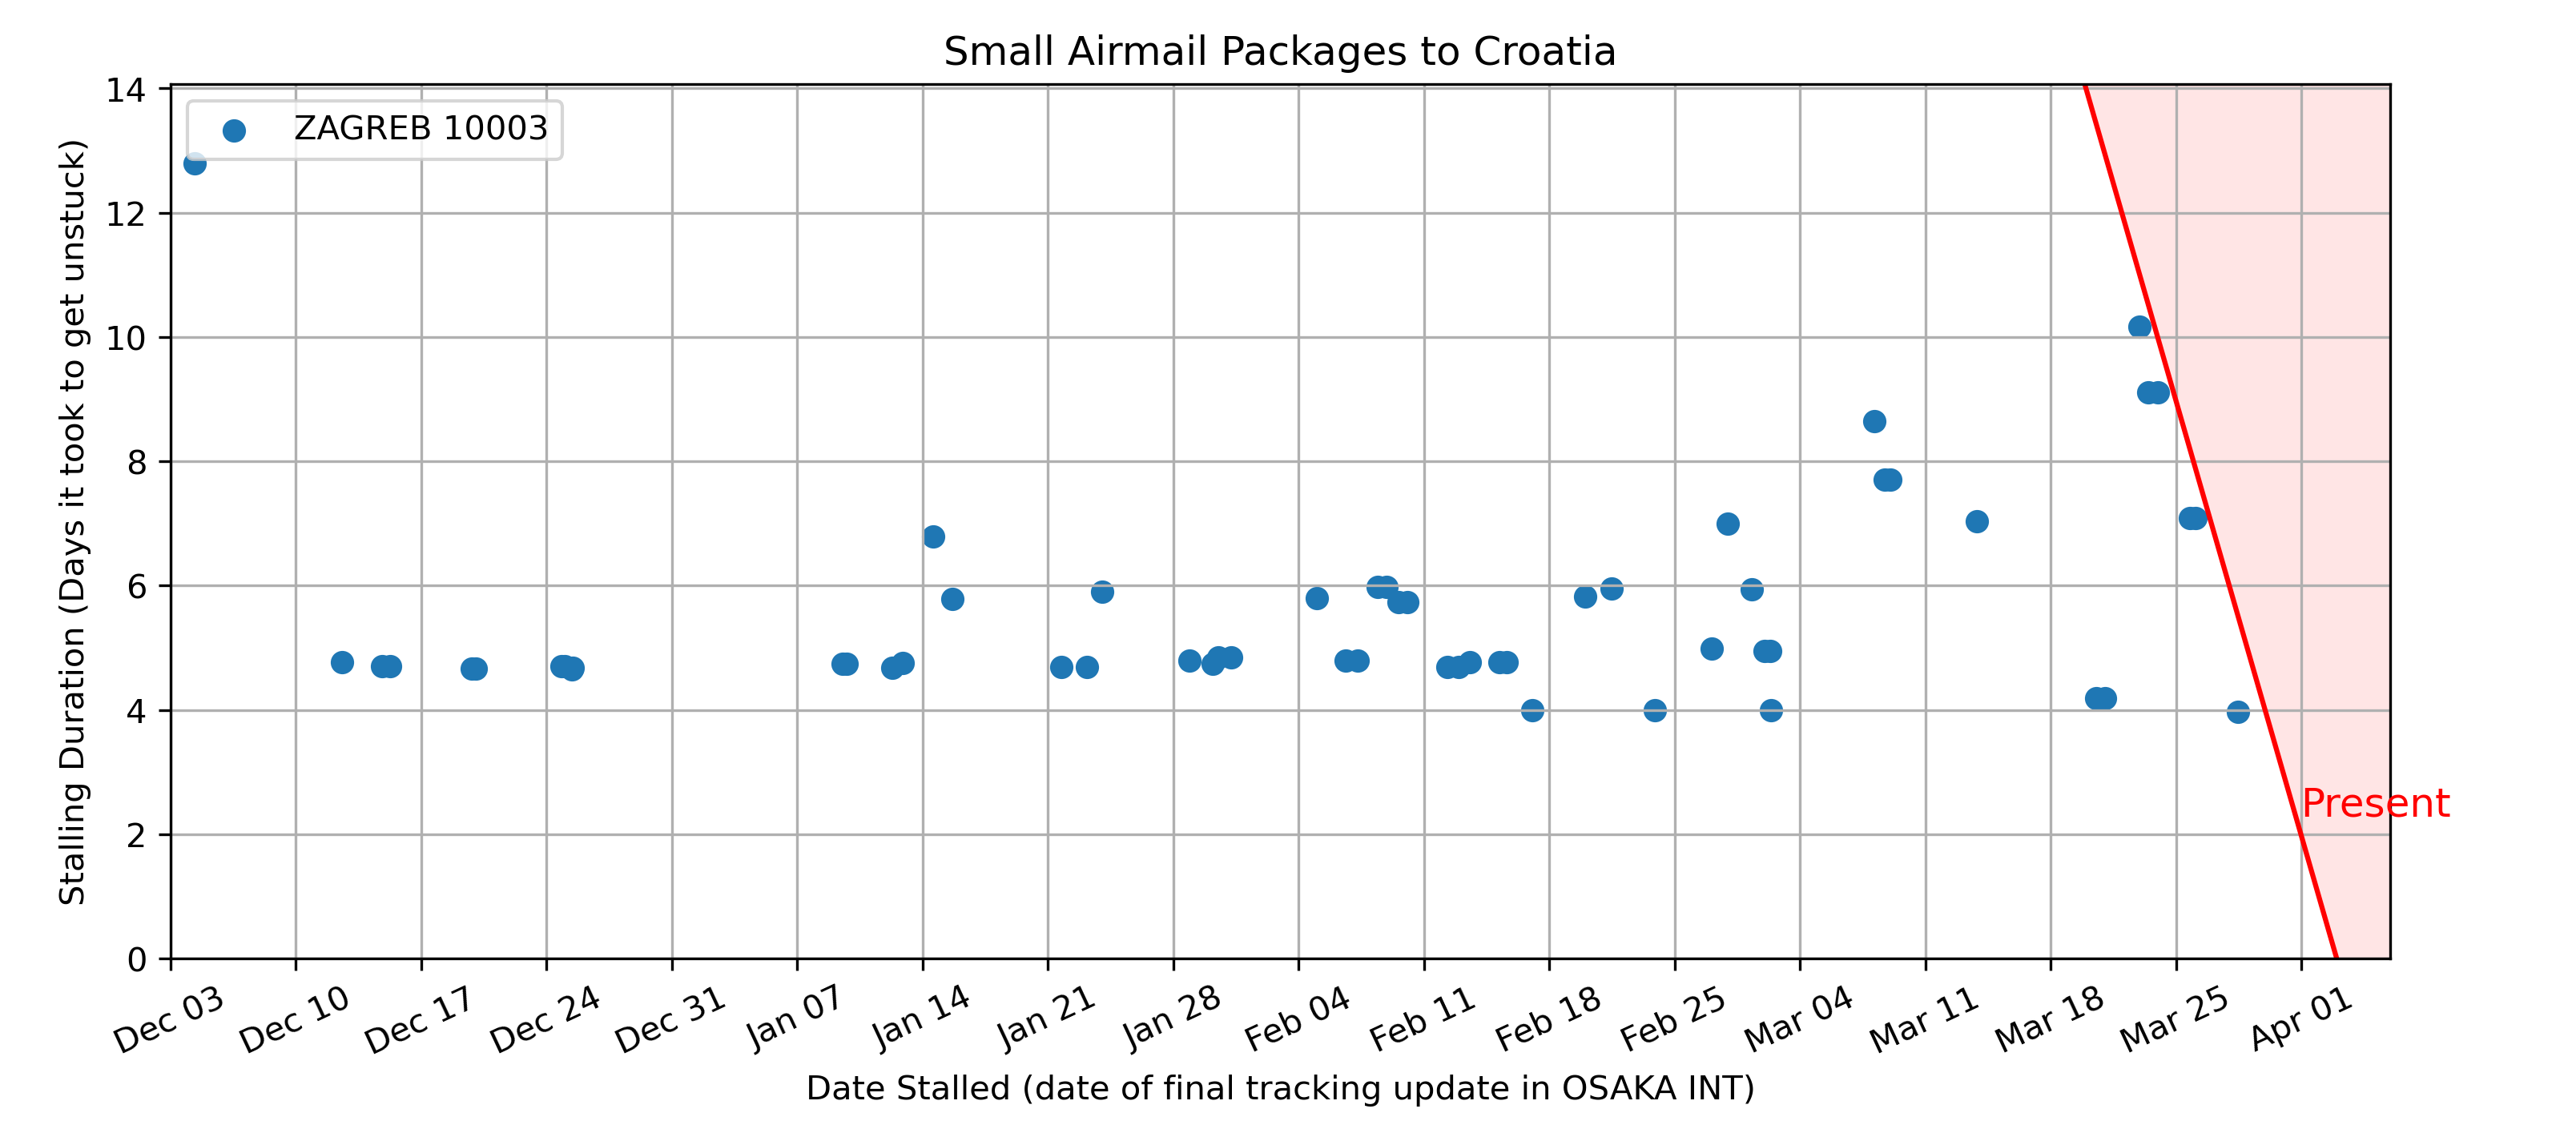 Small Airmail Packages to Croatia
ZAGREB 10003
Stalling Duration (Days it took to get unstuck)
14
12
10
8
6
4
2
0
Present
Dec 03
Dec 10
Dec 17
Dec 24
Dec 31
Jan 07
Jan 14
Jan 21
Jan 28
Feb 04
Feb 11
Feb 18
Feb 25
Mar 04
Mar 11
Mar 18
Mar 25
Apr 01
Date Stalled (date of final tracking update in OSAKA INT)